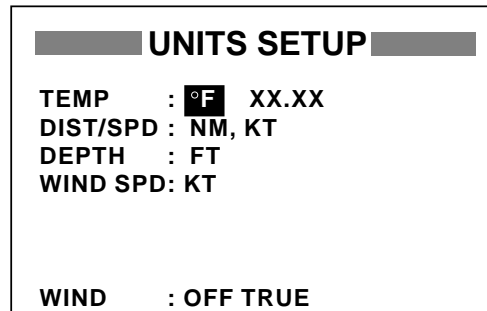 UNITS SETUP
TEMP : °F XX.XX
DIST/SPD : NM, KT
DEPTH : FT
WIND SPD: KT
WIND : OFF TRUE